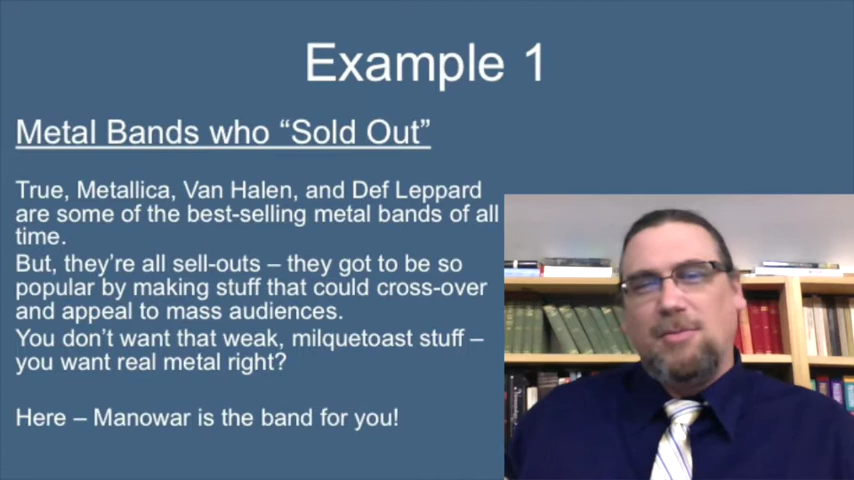 Example 1
Metal Bands who “Sold Out”
True, Metallica, Van Halen, and Def Leppard
are some of the best-selling metal bands of all
time.
But, they’re all sell-outs – they got to be so
popular by making stuff that could cross-over
and appeal to mass audiences.
You don’t want that weak, milquetoast stuff –
you want real metal right?
Here – Manowar is the band for you!